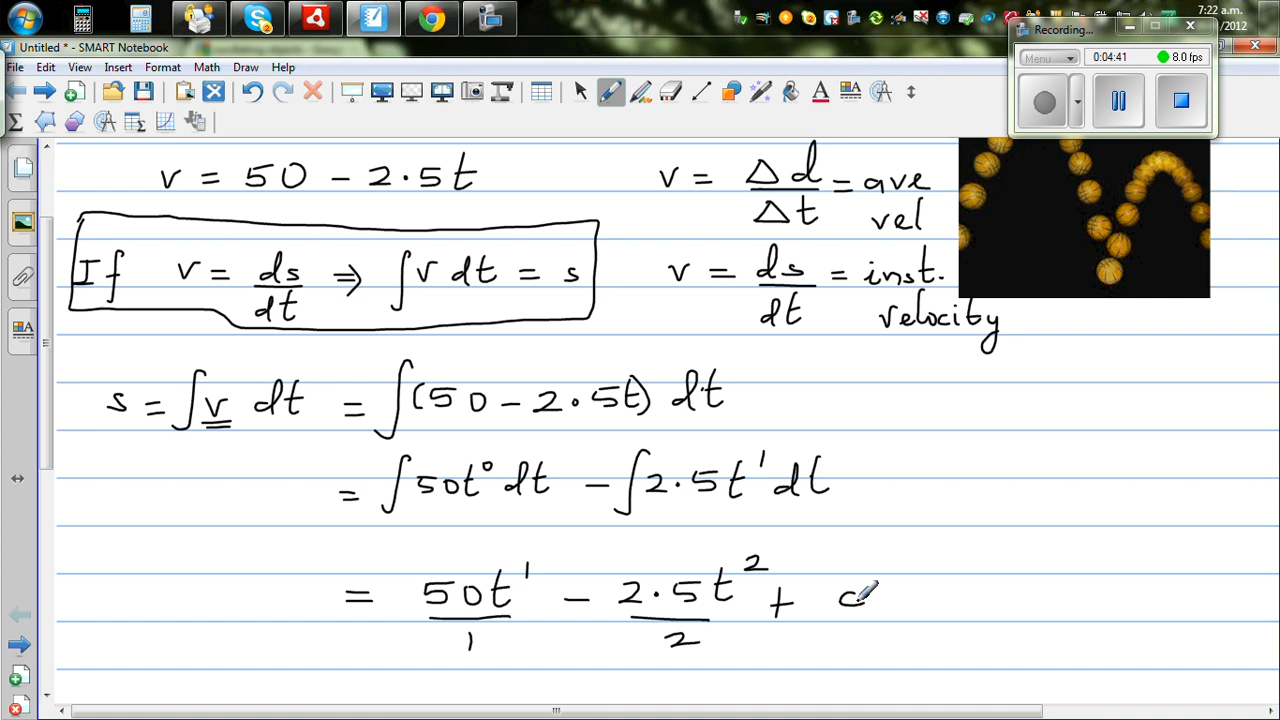 7:22 a.m.
/2012
Untitled * - SMART Notebook
Recording...
File Edit View Insert Format Math Draw Help
Menu 0:04:41 8.0 fps
v = 50 - 2.5t
v = Δd/Δt = ave vel
If v = ds/dt ⇒ ∫v dt = s
v = ds/dt = inst. velocity
s = ∫v dt = ∫(50 - 2.5t) dt
= ∫50t⁰ dt - ∫2.5t¹ dt
= 50t¹/1 - 2.5t²/2 + c